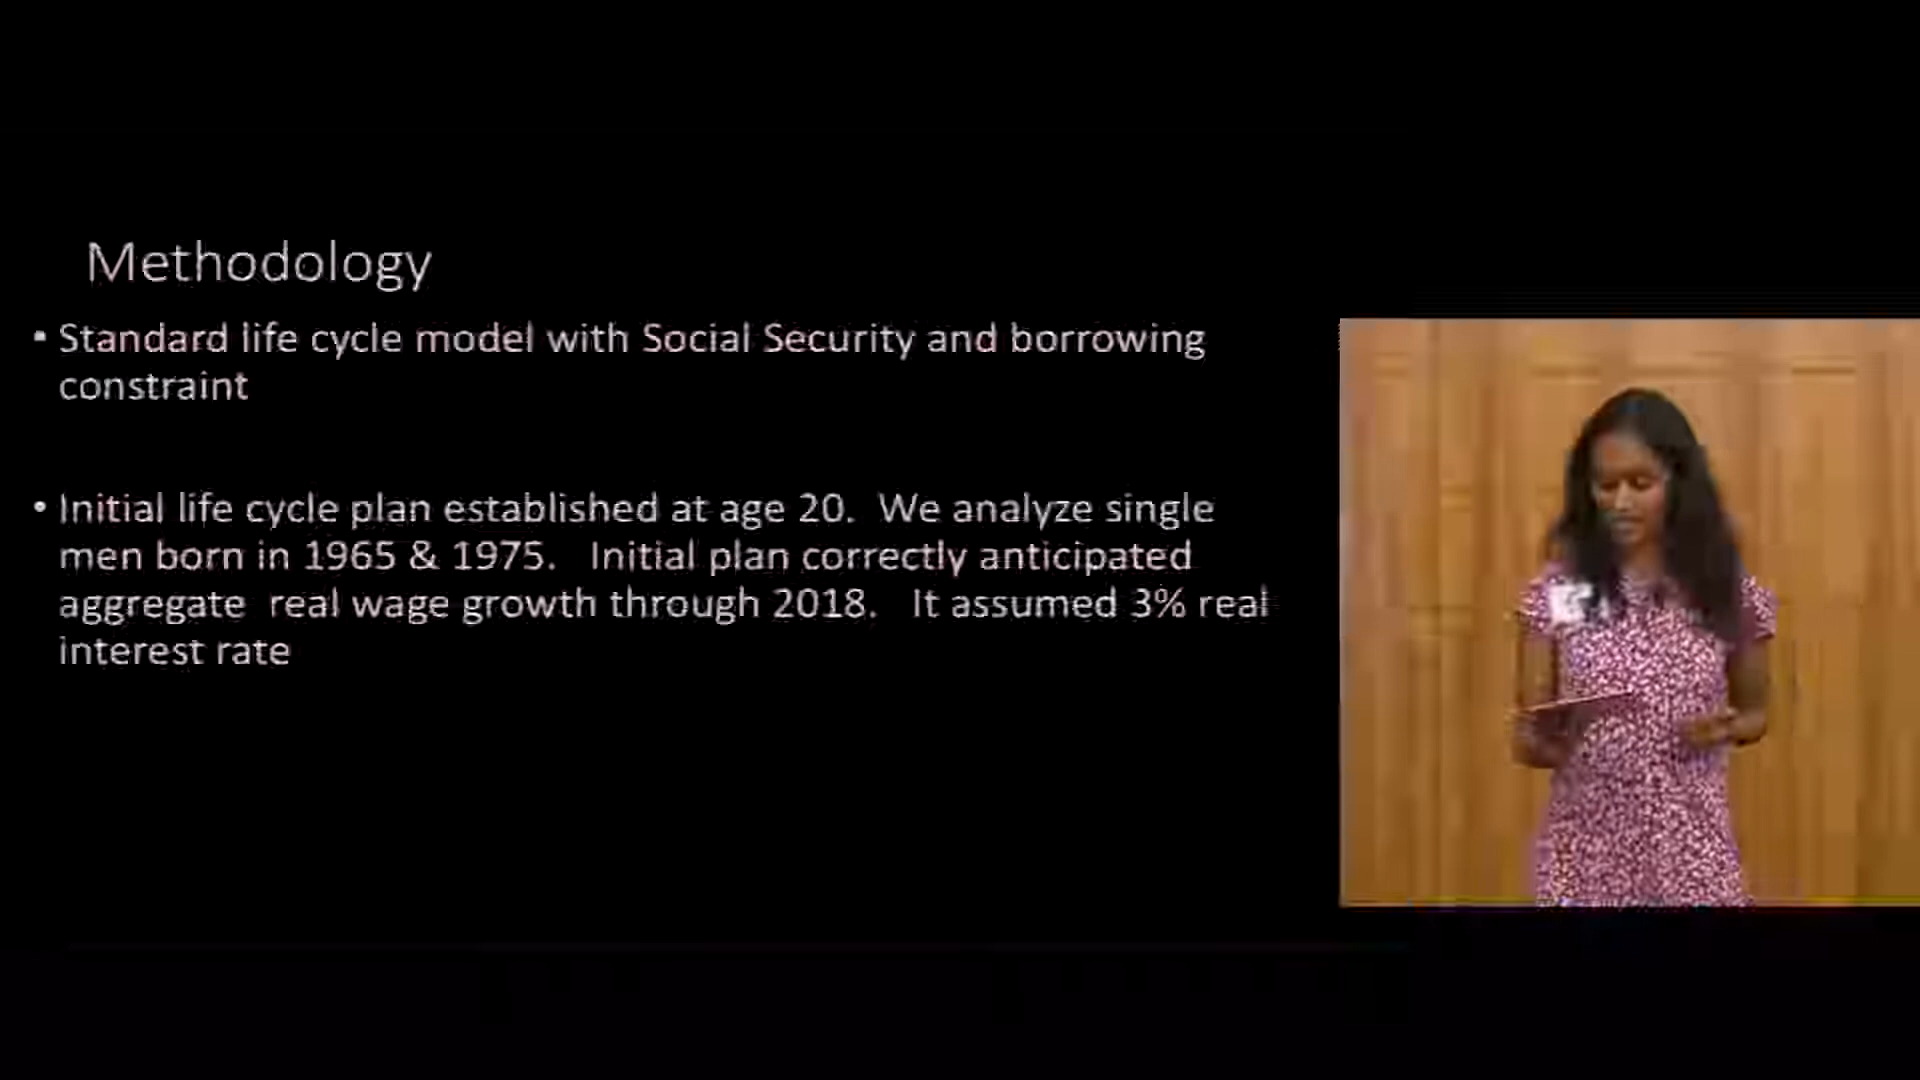 Methodology
• Standard life cycle model with Social Security and borrowing
constraint
• Initial life cycle plan established at age 20.  We analyze single
men born in 1965 & 1975.   Initial plan correctly anticipated
aggregate  real wage growth through 2018.   It assumed 3% real
interest rate